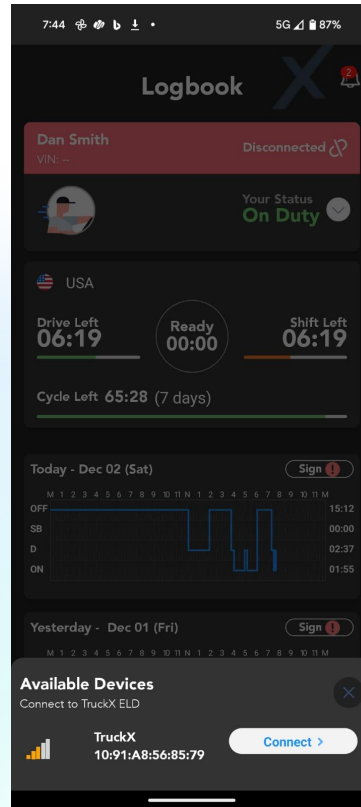 7:44
5G 87%
Logbook
2
Dan Smith
Disconnected
VIN: –
Your Status
On Duty
USA
Drive Left
06:19
Ready
00:00
Shift Left
06:19
Cycle Left 65:28 (7 days)
Today - Dec 02 (Sat)
Sign
M 1 2 3 4 5 6 7 8 9 10 11 N 1 2 3 4 5 6 7 8 9 10 11 M
OFF 15:12
SB 00:00
D 02:37
ON 01:55
Yesterday - Dec 01 (Fri)
Sign
M 1 2 3 4 5 6 7 8 9 10 11 N 1 2 3 4 5 6 7 8 9 10 11 M
Available Devices
Connect to TruckX ELD
TruckX
10:91:A8:56:85:79
Connect >